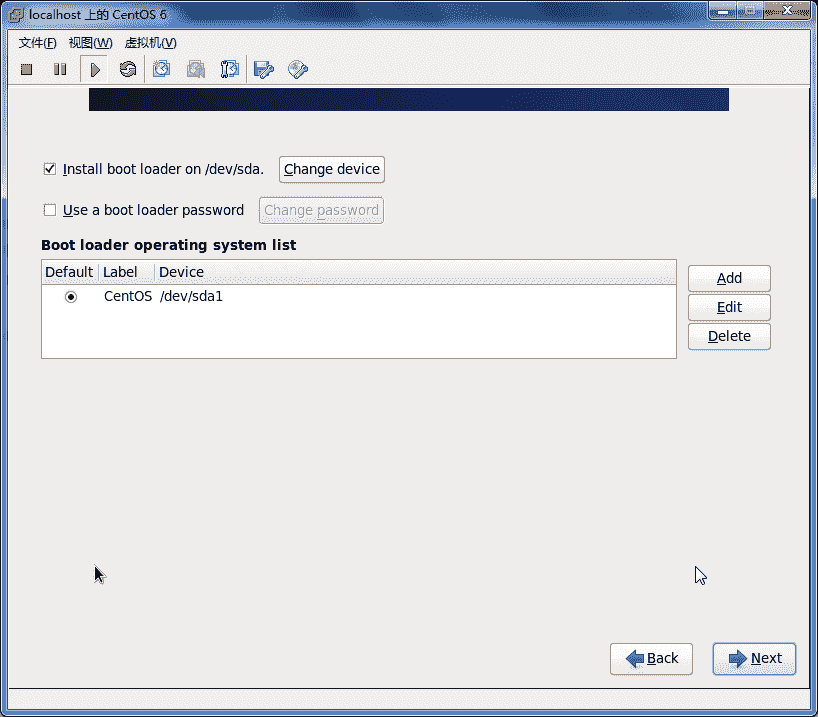 localhost 上的 CentOS 6
文件(F) 视图(W) 虚拟机(V)
Install boot loader on /dev/sda. Change device
Use a boot loader password Change password
Boot loader operating system list
Default Label Device
Add
CentOS /dev/sda1
Edit
Delete
Back Next